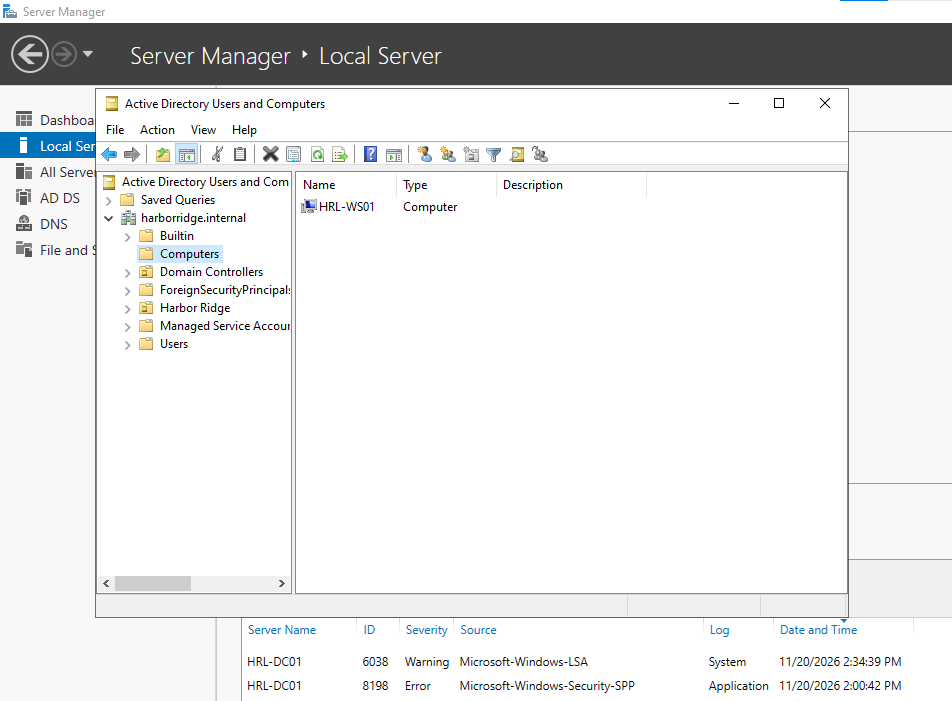 Server Manager
Server Manager ‣ Local Server
Dashboa
Local Ser
All Server
AD DS
DNS
File and S
Active Directory Users and Computers
File Action View Help
Active Directory Users and Com
Saved Queries
harborridge.internal
Builtin
Computers
Domain Controllers
ForeignSecurityPrincipals
Harbor Ridge
Managed Service Accour
Users
Name Type Description
HRL-WS01 Computer
Server Name ID Severity Source Log Date and Time
HRL-DC01 6038 Warning Microsoft-Windows-LSA System 11/20/2026 2:34:39 PM
HRL-DC01 8198 Error Microsoft-Windows-Security-SPP Application 11/20/2026 2:00:42 PM